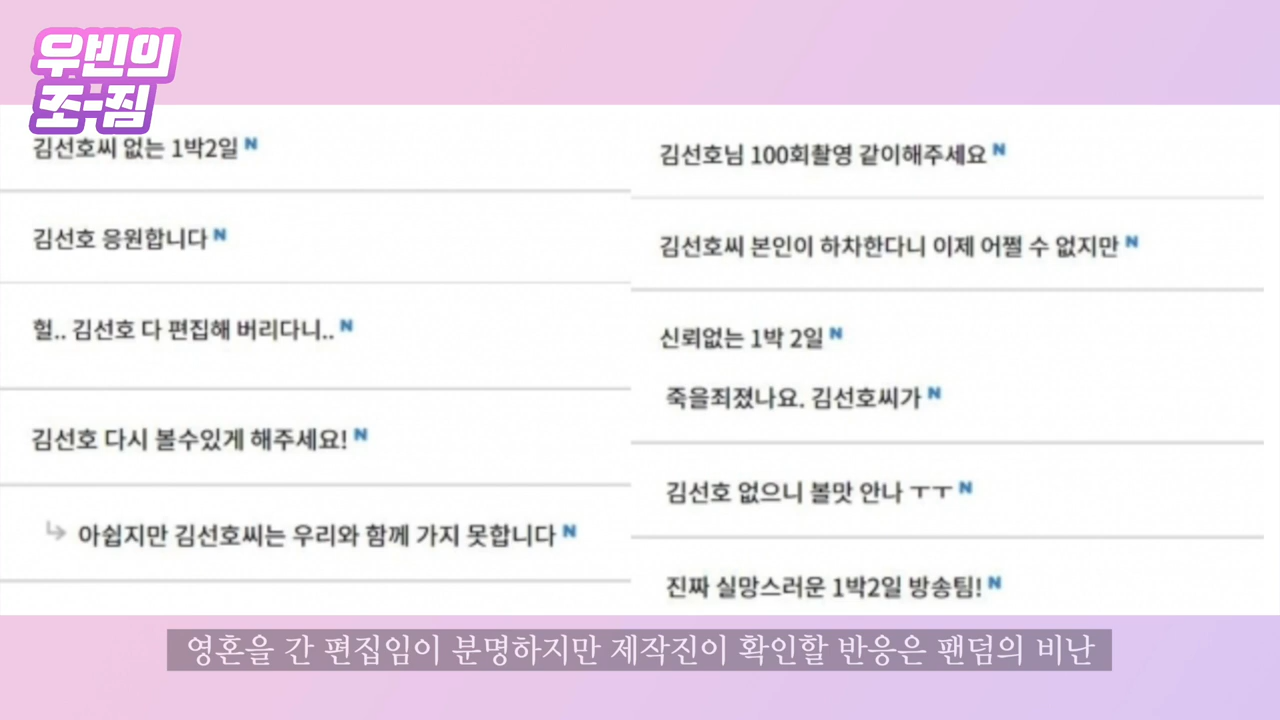 우빈의
조-짐
김선호씨 없는 1박2일 N
김선호 응원합니다 N
헐.. 김선호 다 편집해 버리다니.. N
김선호 다시 볼수있게 해주세요! N
아쉽지만 김선호씨는 우리와 함께 가지 못합니다 N
김선호님 100회촬영 같이해주세요 N
김선호씨 본인이 하차한다니 이제 어쩔 수 없지만 N
신뢰없는 1박 2일 N
죽을죄졌나요. 김선호씨가 N
김선호 없으니 볼맛 안나 ㅜㅜ N
진짜 실망스러운 1박2일 방송팀! N
영혼을 간 편집임이 분명하지만 제작진이 확인할 반응은 팬덤의 비난